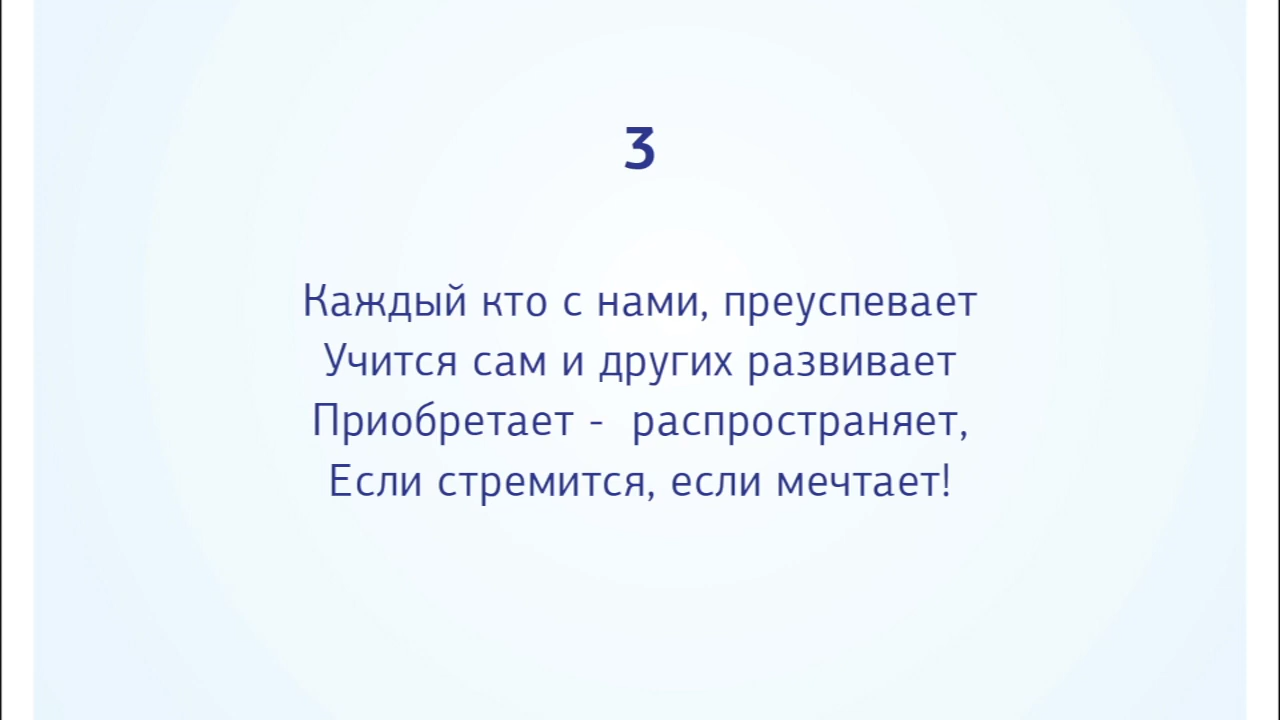 3
Каждый кто с нами, преуспевает
Учится сам и других развивает
Приобретает -  распространяет,
Если стремится, если мечтает!